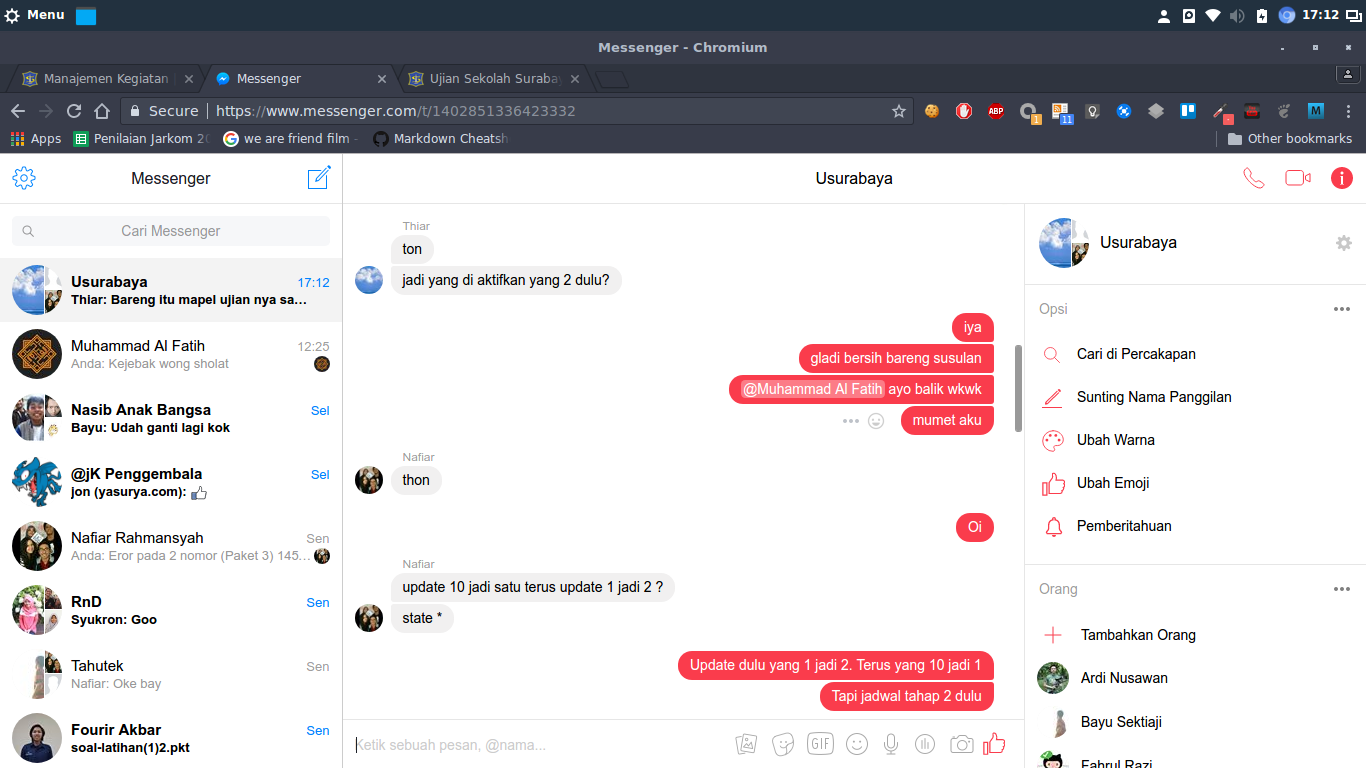 Menu
17:12
Messenger - Chromium
Manajemen Kegiatan
Messenger
Ujian Sekolah Surabay
Secure
https://www.messenger.com/t/1402851336423332
1
11
Apps
Penilaian Jarkom 20
we are friend film -
Markdown Cheatsh
Other bookmarks
Messenger
Cari Messenger
Usurabaya
17:12
Thiar: Bareng itu mapel ujian nya sa…
Muhammad Al Fatih
12:25
Anda: Kejebak wong sholat
Nasib Anak Bangsa
Sel
Bayu: Udah ganti lagi kok
@jK Penggembala
Sel
jon (yasurya.com):
Nafiar Rahmansyah
Sen
Anda: Eror pada 2 nomor (Paket 3) 145…
RnD
Sen
Syukron: Goo
Tahutek
Sen
Nafiar: Oke bay
Fourir Akbar
Sen
soal-latihan(1)2.pkt
Usurabaya
Thiar
ton
jadi yang di aktifkan yang 2 dulu?
iya
gladi bersih bareng susulan
@Muhammad Al Fatih ayo balik wkwk
mumet aku
Nafiar
thon
Oi
Nafiar
update 10 jadi satu terus update 1 jadi 2 ?
state *
Update dulu yang 1 jadi 2. Terus yang 10 jadi 1
Tapi jadwal tahap 2 dulu
Ketik sebuah pesan, @nama...
GIF
Usurabaya
Opsi
Cari di Percakapan
Sunting Nama Panggilan
Ubah Warna
Ubah Emoji
Pemberitahuan
Orang
Tambahkan Orang
Ardi Nusawan
Bayu Sektiaji
Fahrul Razi